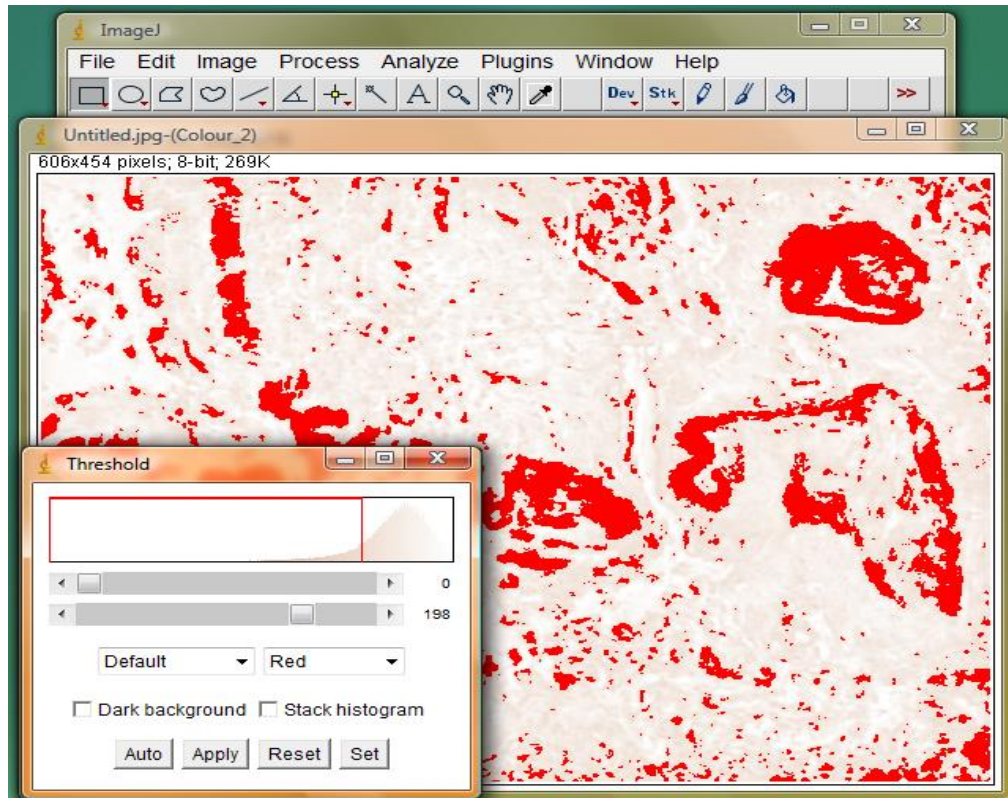 ImageJ
File Edit Image Process Analyze Plugins Window Help
A Dev Stk >>
Untitled.jpg-(Colour_2)
606x454 pixels; 8-bit; 269K
Threshold
0
198
Default Red
Dark background Stack histogram
Auto Apply Reset Set